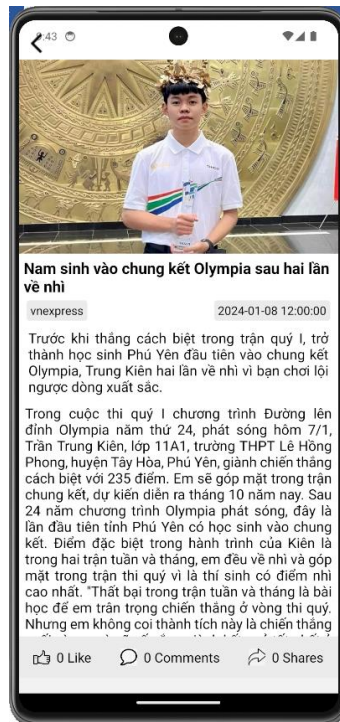 9:43
Nam sinh vào chung kết Olympia sau hai lần
về nhì
vnexpress 2024-01-08 12:00:00
Trước khi thắng cách biệt trong trận quý I, trở
thành học sinh Phú Yên đầu tiên vào chung kết
Olympia, Trung Kiên hai lần về nhì vì bạn chơi lội
ngược dòng xuất sắc.
Trong cuộc thi quý I chương trình Đường lên
đỉnh Olympia năm thứ 24, phát sóng hôm 7/1,
Trần Trung Kiên, lớp 11A1, trường THPT Lê Hồng
Phong, huyện Tây Hòa, Phú Yên, giành chiến thắng
cách biệt với 235 điểm. Em sẽ góp mặt trong trận
chung kết, dự kiến diễn ra tháng 10 năm nay. Sau
24 năm chương trình Olympia phát sóng, đây là
lần đầu tiên tỉnh Phú Yên có học sinh vào chung
kết. Điểm đặc biệt trong hành trình của Kiên là
trong hai trận tuần và tháng, em đều về nhì và góp
mặt trong trận thi quý vì là thí sinh có điểm nhì
cao nhất. "Thất bại trong trận tuần và tháng là bài
học để em trân trọng chiến thắng ở vòng thi quý.
Nhưng em không coi thành tích này là chiến thắng
0 Like 0 Comments 0 Shares